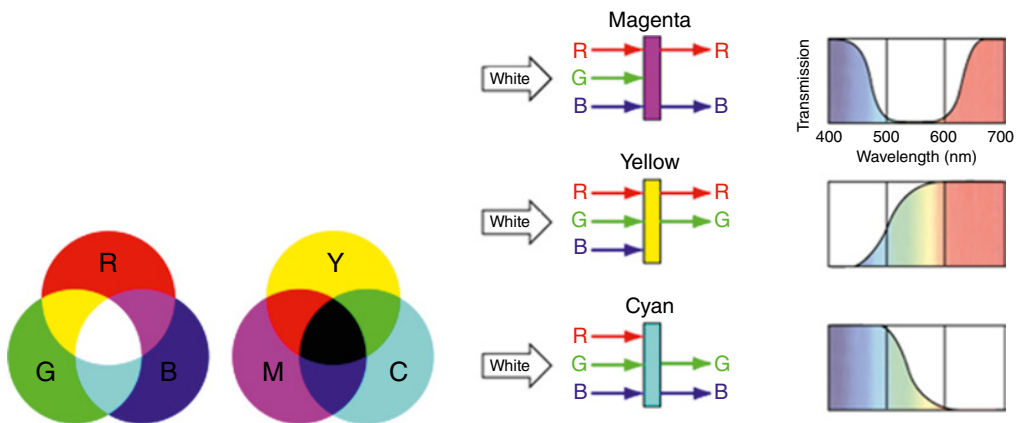 R
G
B
Y
M
C
Magenta
White
R
G
B
R
B
Transmission
400
500
600
700
Wavelength (nm)
Yellow
White
R
G
B
R
G
Cyan
White
R
G
B
G
B